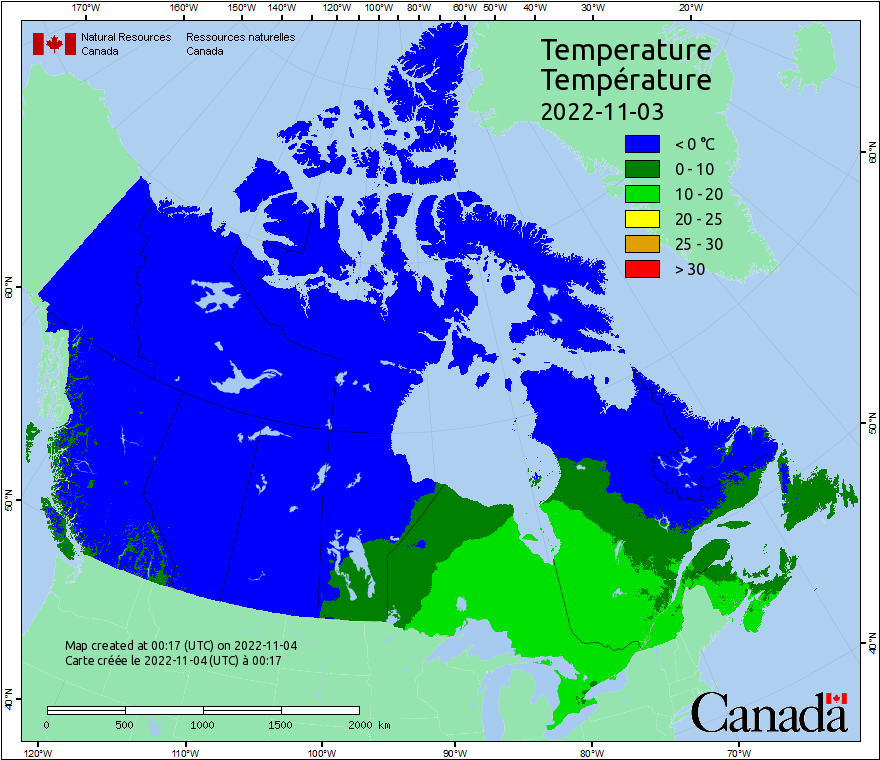 170°W 160°W 150°W 140°W 120°W 100°W 80°W 60°W 50°W 40°W 30°W 20°W
Natural Resources Ressources naturelles
Canada Canada
Temperature
Température
2022-11-03
< 0 °C
0 - 10
10 - 20
20 - 25
25 - 30
> 30
60°N
60°N
50°N
50°N
40°N
40°N
Map created at 00:17 (UTC) on 2022-11-04
Carte créée le 2022-11-04 (UTC) à 00:17
0 500 1000 1500 2000 km
Canada
120°W 110°W 100°W 90°W 80°W 70°W